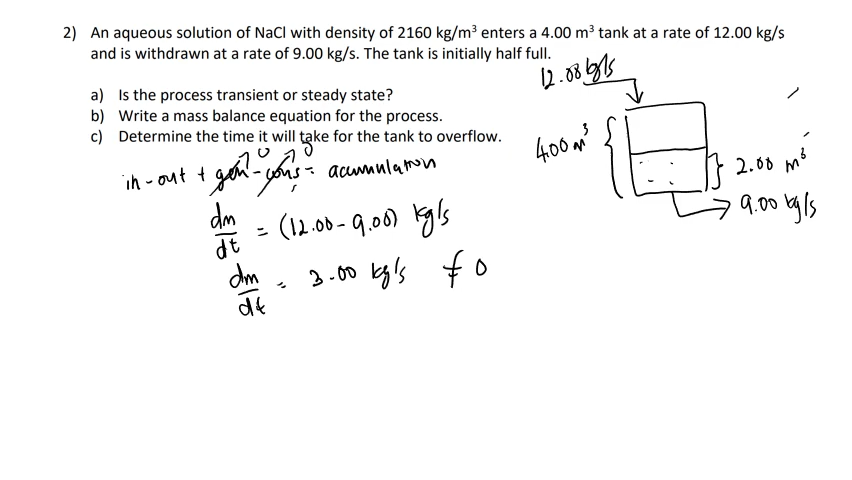 2) An aqueous solution of NaCl with density of 2160 kg/m³ enters a 4.00 m³ tank at a rate of 12.00 kg/s
and is withdrawn at a rate of 9.00 kg/s. The tank is initially half full.
a) Is the process transient or steady state?
b) Write a mass balance equation for the process.
c) Determine the time it will take for the tank to overflow.
12.00 kg/s
4.00 m³
2.00 m³
9.00 kg/s
0 0
in - out + gen - cons = acumulation
dm/dt = (12.00 - 9.00) kg/s
dm/dt = 3.00 kg/s ≠ 0